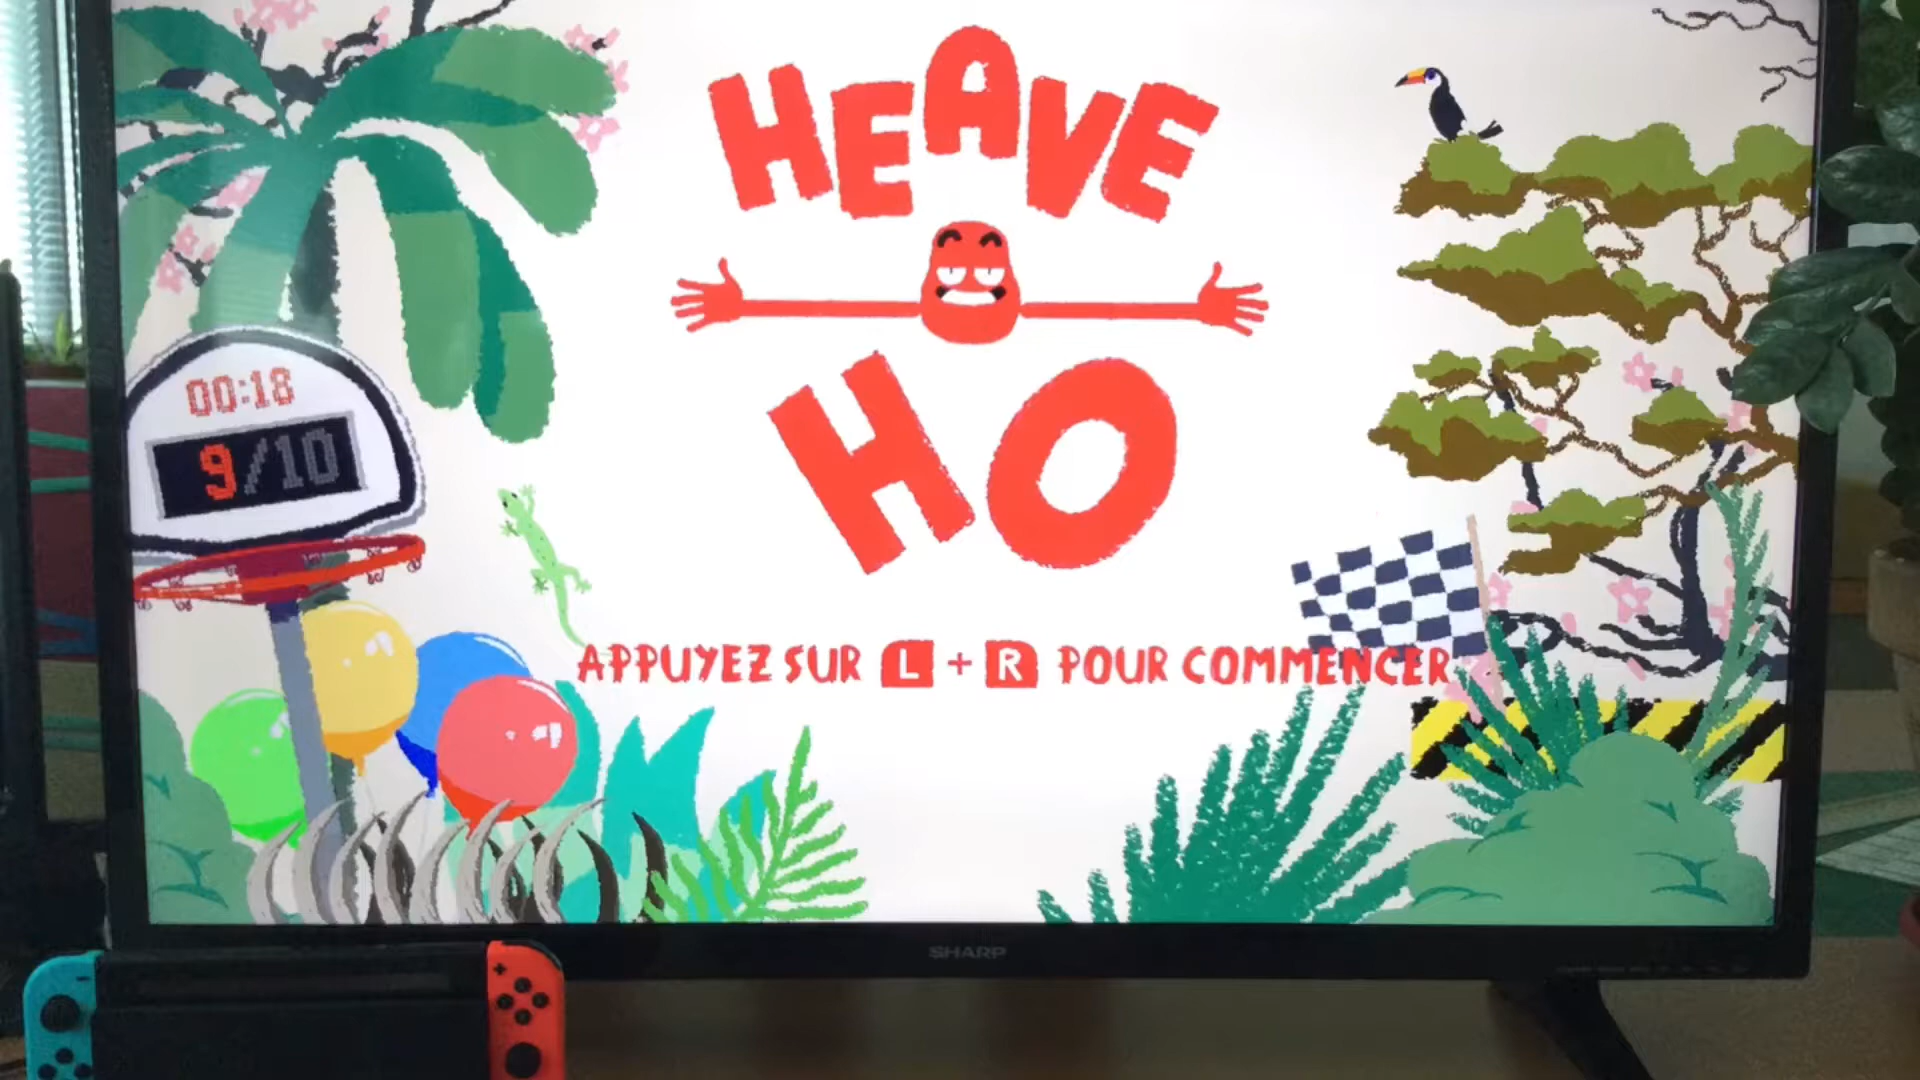 HEAVE
HO
00:18
9/10
APPUYEZ SUR L + R POUR COMMENCER
SHARP